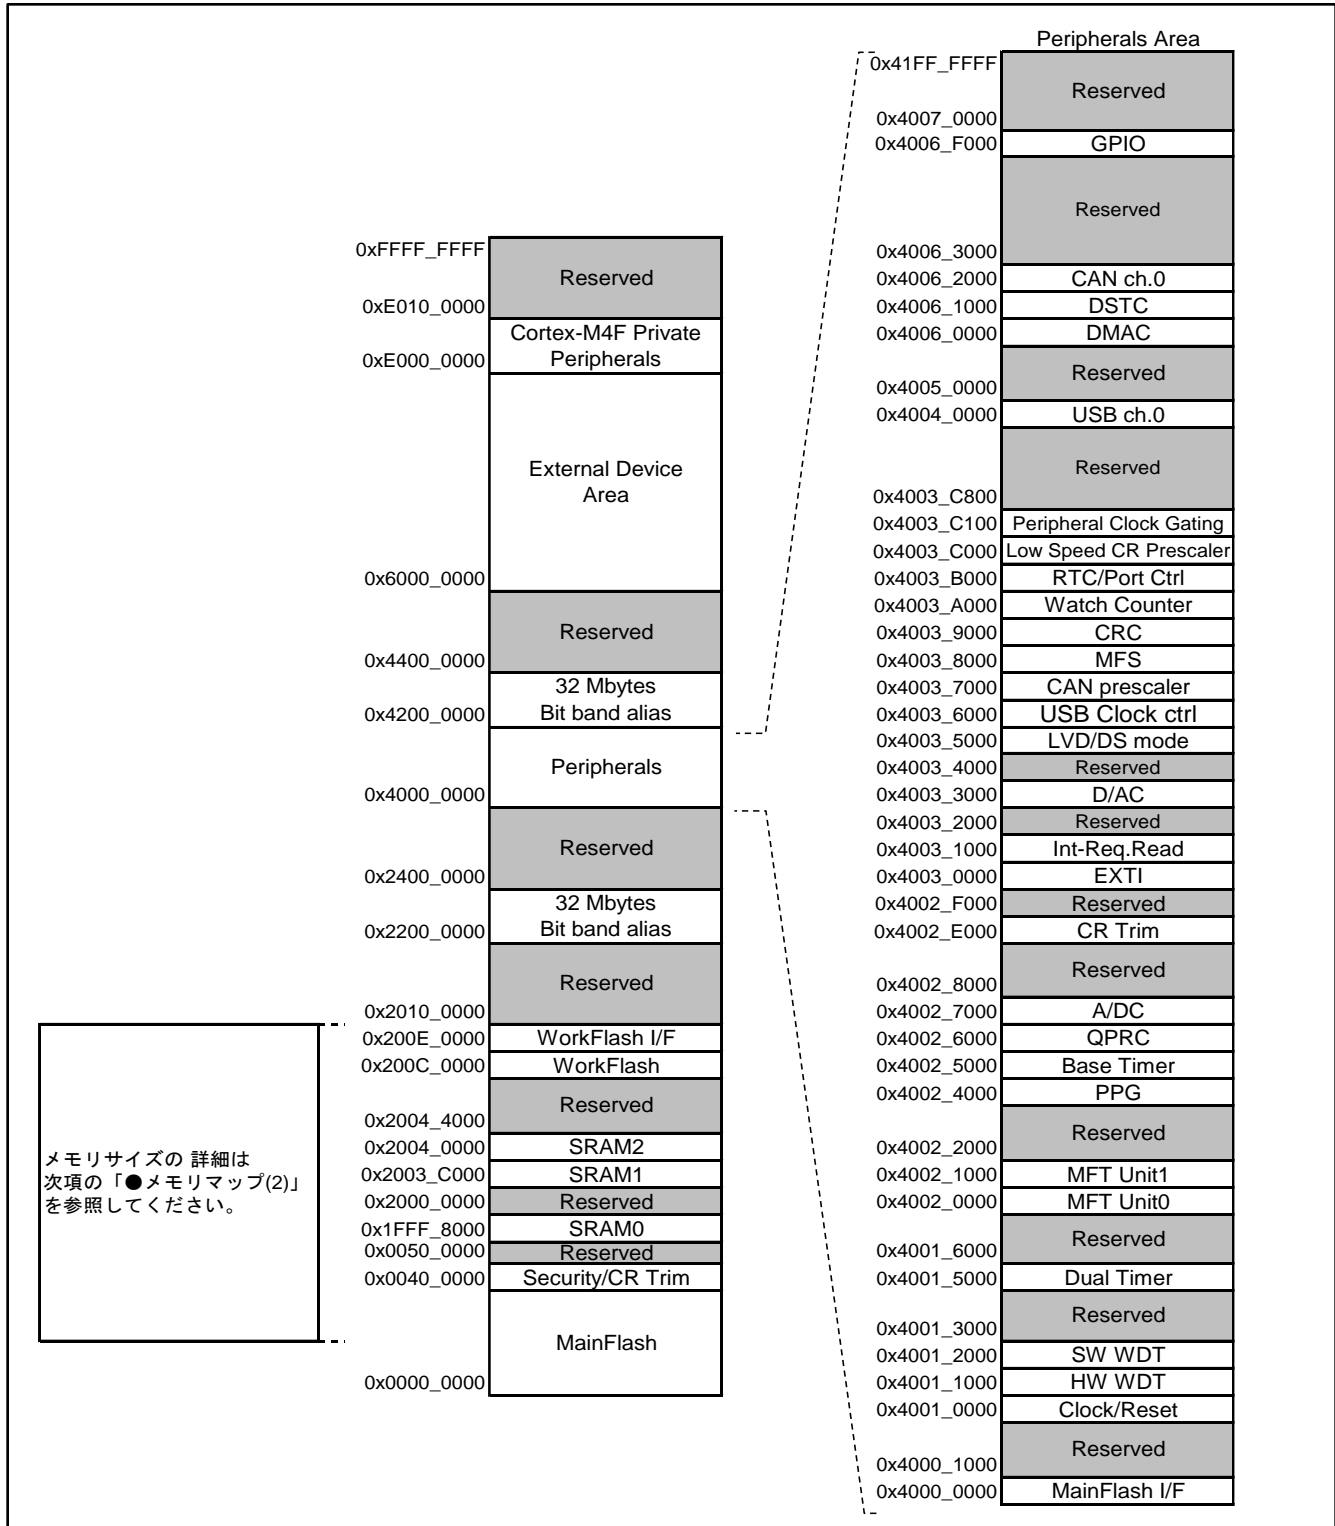 0xFFFF_FFFF
Reserved
0xE010_0000
Cortex-M4F Private
Peripherals
0xE000_0000
External Device
Area
0x6000_0000
Reserved
0x4400_0000
32 Mbytes
Bit band alias
0x4200_0000
Peripherals
0x4000_0000
Reserved
0x2400_0000
32 Mbytes
Bit band alias
0x2200_0000
Reserved
0x2010_0000
0x200E_0000 WorkFlash I/F
0x200C_0000 WorkFlash
Reserved
0x2004_4000
0x2004_0000 SRAM2
0x2003_C000 SRAM1
0x2000_0000 Reserved
0x1FFF_8000 SRAM0
0x0050_0000 Reserved
0x0040_0000 Security/CR Trim
MainFlash
0x0000_0000
メモリサイズの 詳細は
次項の「●メモリマップ(2)」
を参照してください。
Peripherals Area
0x41FF_FFFF
Reserved
0x4007_0000
0x4006_F000 GPIO
Reserved
0x4006_3000
0x4006_2000 CAN ch.0
0x4006_1000 DSTC
0x4006_0000 DMAC
Reserved
0x4005_0000
0x4004_0000 USB ch.0
Reserved
0x4003_C800
0x4003_C100 Peripheral Clock Gating
0x4003_C000 Low Speed CR Prescaler
0x4003_B000 RTC/Port Ctrl
0x4003_A000 Watch Counter
0x4003_9000 CRC
0x4003_8000 MFS
0x4003_7000 CAN prescaler
0x4003_6000 USB Clock ctrl
0x4003_5000 LVD/DS mode
0x4003_4000 Reserved
0x4003_3000 D/AC
0x4003_2000 Reserved
0x4003_1000 Int-Req.Read
0x4003_0000 EXTI
0x4002_F000 Reserved
0x4002_E000 CR Trim
Reserved
0x4002_8000
0x4002_7000 A/DC
0x4002_6000 QPRC
0x4002_5000 Base Timer
0x4002_4000 PPG
Reserved
0x4002_2000
0x4002_1000 MFT Unit1
0x4002_0000 MFT Unit0
Reserved
0x4001_6000
0x4001_5000 Dual Timer
Reserved
0x4001_3000
0x4001_2000 SW WDT
0x4001_1000 HW WDT
0x4001_0000 Clock/Reset
Reserved
0x4000_1000
0x4000_0000 MainFlash I/F